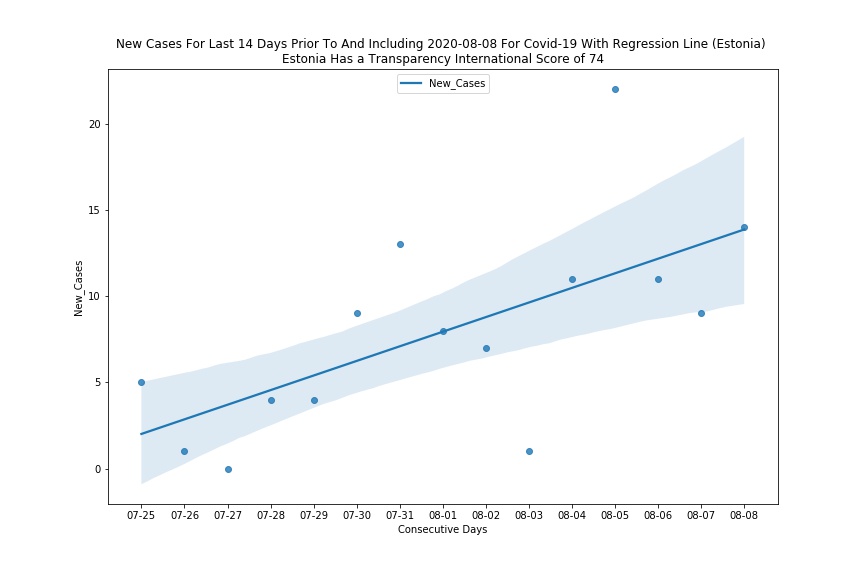 New Cases For Last 14 Days Prior To And Including 2020-08-08 For Covid-19 With Regression Line (Estonia)
Estonia Has a Transparency International Score of 74
New_Cases
20
15
10
5
0
New_Cases
07-25 07-26 07-27 07-28 07-29 07-30 07-31 08-01 08-02 08-03 08-04 08-05 08-06 08-07 08-08
Consecutive Days